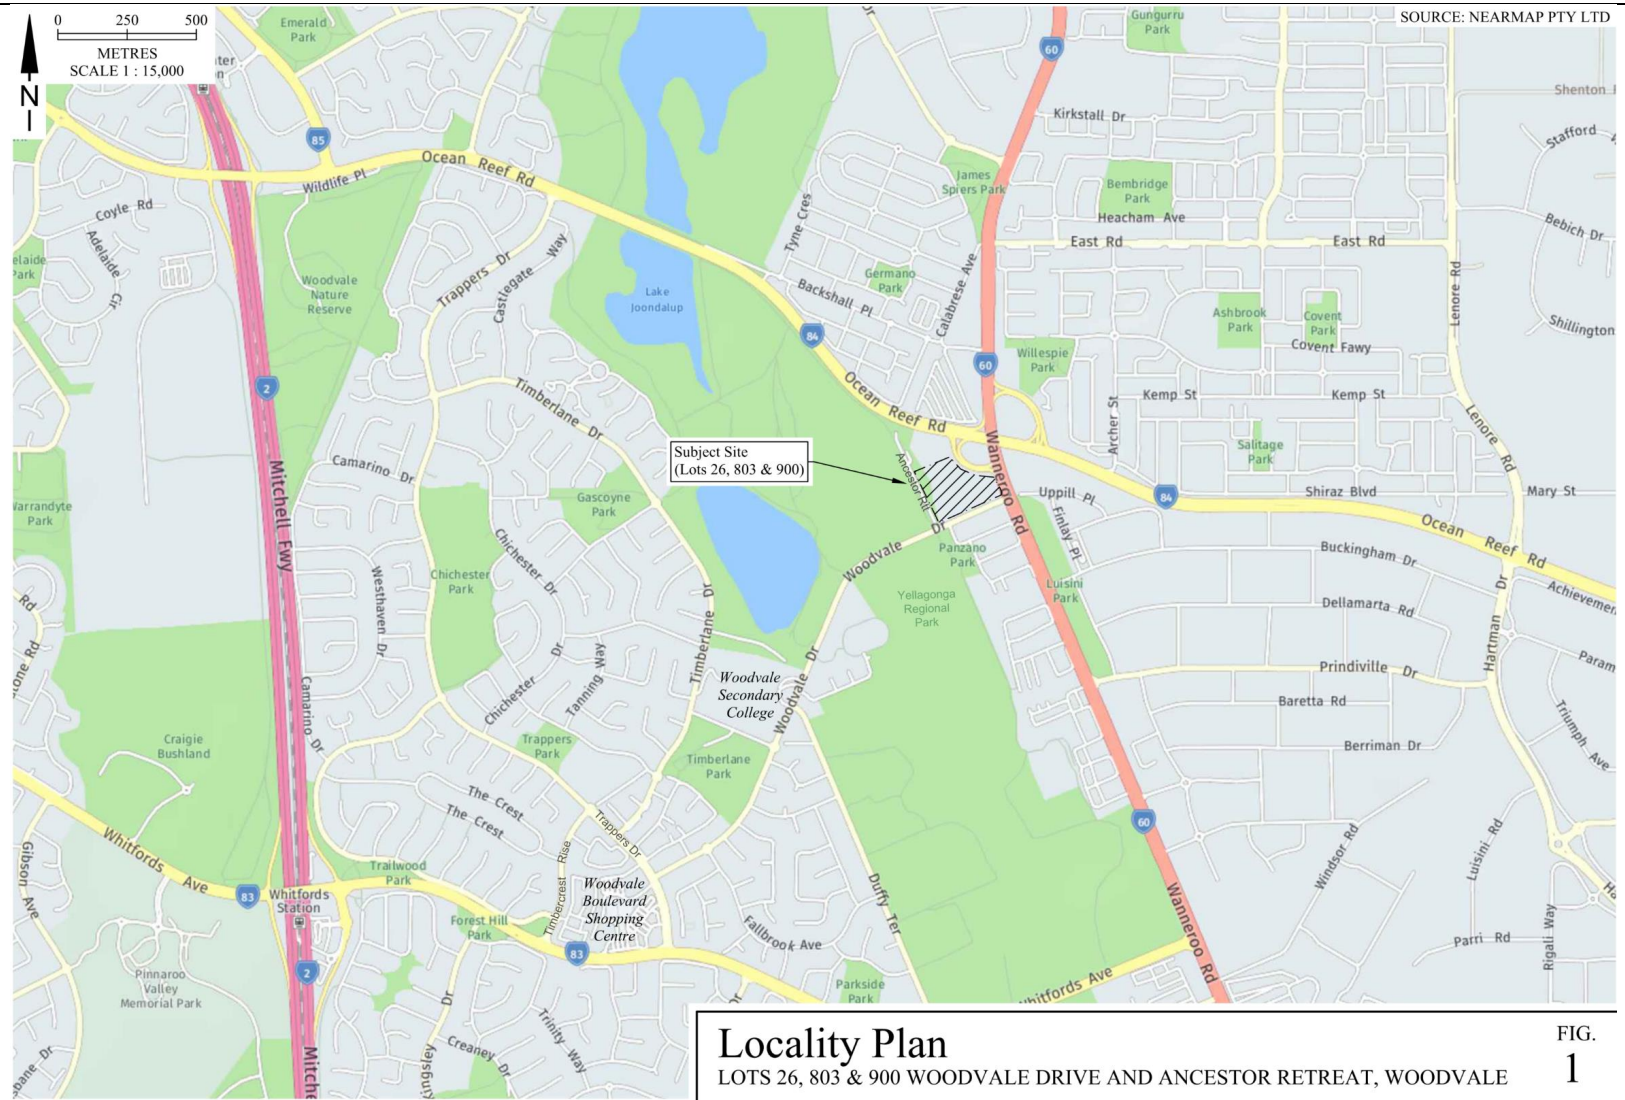 0 250 500
METRES
SCALE 1 : 15,000
N
SOURCE: NEARMAP PTY LTD
Emerald
Park
Gungurru
Park
60
85
Kirkstall Dr
Shenton
Stafford
Ocean Reef Rd
Wildlife Pl
James
Spiers Park
Bembridge
Park
Heacham Ave
Coyle Rd
Adelaide Cir
Tyne Cres
East Rd
East Rd
Bebich Dr
Park
Woodvale
Nature
Reserve
Trappers Dr
Castlegate Way
Lake
Joondalup
Germano
Park
Backshall Pl
Calabrese Ave
Lenore Rd
Ashbrook
Park
Covent
Park
Covent Fawy
Shillington
84
60
Willespie
Park
2
Timberlane Dr
Ocean Reef Rd
Archer St
Kemp St
Kemp St
Lenore Rd
Subject Site
(Lots 26, 803 & 900)
Ancestor Rtt
Wanneroo Rd
Salitage
Park
Camarino Dr
Mitchell Fwy
Gascoyne
Park
Uppill Pl
Finlay Pl
84
Shiraz Blvd
Mary St
Park
Ocean Reef Rd
Chichester Dr
Woodvale Dr
Panzano
Park
Buckingham Dr
Chichester
Park
Westhaven Dr
Yellagonga
Regional
Park
Luisini
Park
Dellamarta Rd
Hartman Dr
Rd
Timberlane Dr
Prindiville Dr
Camarino Dr
Chichester Dr
Tanning Way
Woodvale
Secondary
College
Woodvale Dr
Baretta Rd
Triumph Ave
Craigie
Bushland
Trappers
Park
Timberlane
Park
Berriman Dr
The Crest
The Crest
60
Trappers Dr
Whitfords Ave
Gibson Ave
Trailwood
Park
Timbercrest Rise
Windsor Rd
Luisini Rd
83
Whitfords
Station
Woodvale
Boulevard
Shopping
Centre
Duffy Ter
Wanneroo Rd
Forest Hill
Park
83
Fallbrook Ave
Parri Rd
Rigali Way
2
Pinnaroo
Valley
Memorial Park
Parkside
Park
Dr
Trinity Way
Creaney Dr
Dr
Locality Plan
LOTS 26, 803 & 900 WOODVALE DRIVE AND ANCESTOR RETREAT, WOODVALE
FIG.
1